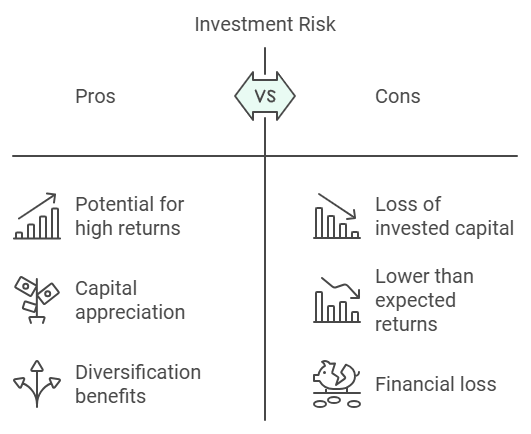 Investment Risk
Pros
VS
Cons
Potential for
high returns
Loss of
invested capital
Capital
appreciation
Lower than
expected
returns
Diversification
benefits
Financial loss